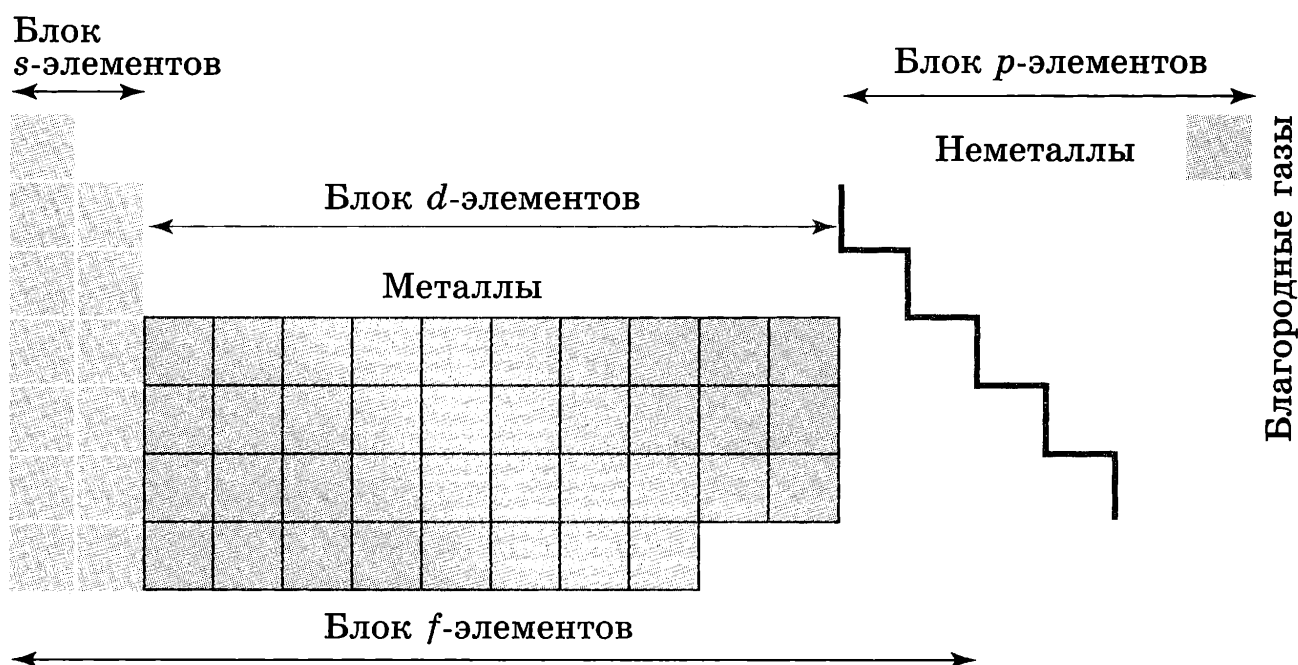 Блок
s-элементов
Блок p-элементов
Неметаллы
Благородные газы
Блок d-элементов
Металлы
Блок f-элементов